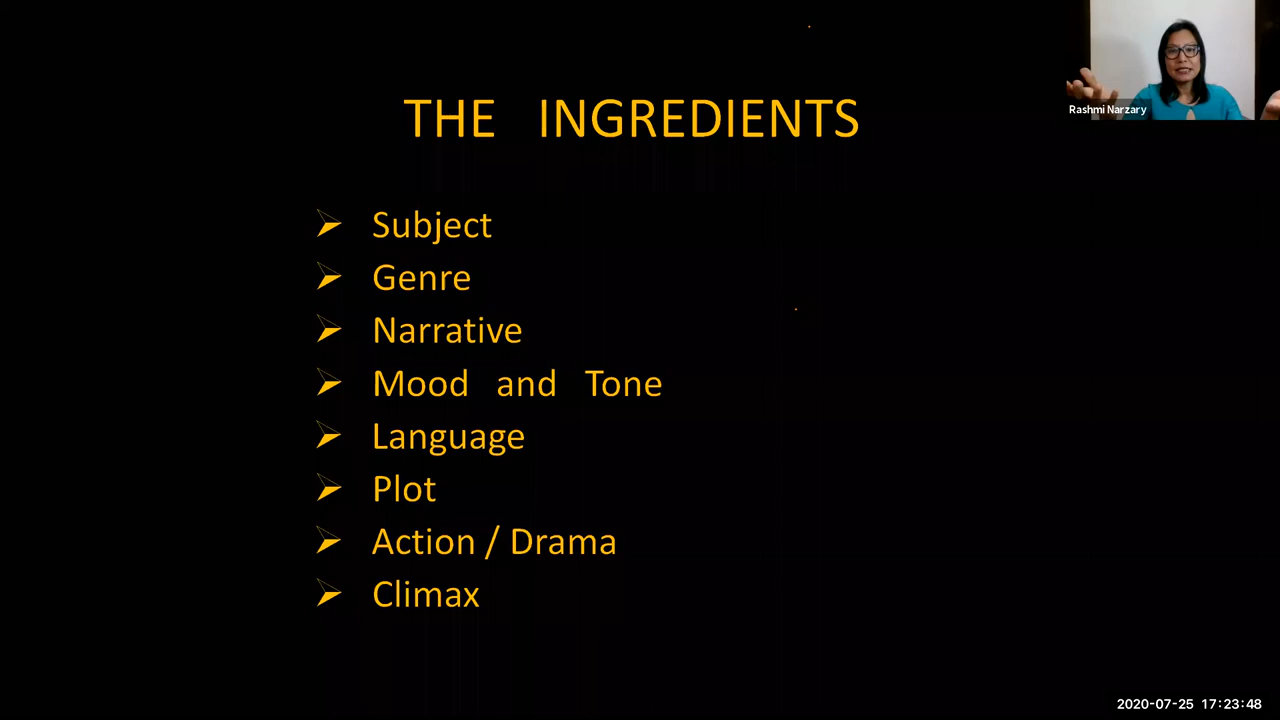 THE INGREDIENTS
Rashmi Narzary
Subject
Genre
Narrative
Mood and Tone
Language
Plot
Action / Drama
Climax
2020-07-25 17:23:48